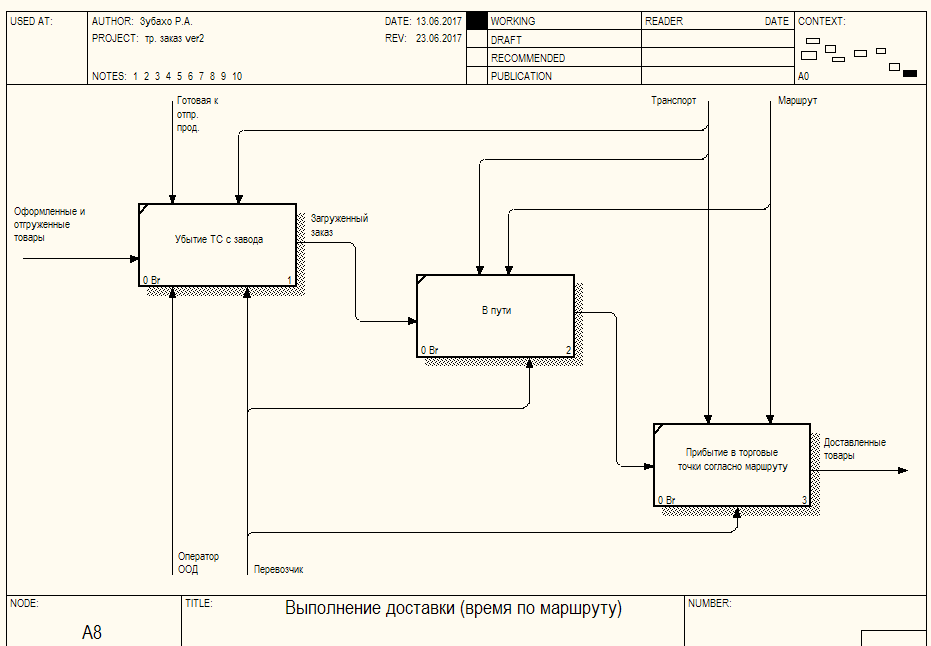 USED AT:
AUTHOR: Зубахо Р.А.
DATE: 13.06.2017
PROJECT: тр. заказ ver2
REV: 23.06.2017
NOTES: 1 2 3 4 5 6 7 8 9 10
WORKING
DRAFT
RECOMMENDED
PUBLICATION
READER
DATE
CONTEXT:
A0
Готовая к
отпр.
прод.
Транспорт
Маршрут
Оформленные и
отгруженные
товары
Убытие ТС с завода
0 Br
1
Загруженный
заказ
В пути
0 Br
2
Прибытие в торговые
точки согласно маршруту
0 Br
3
Доставленные
товары
Оператор
ООД
Перевозчик
NODE:
A8
TITLE:
Выполнение доставки (время по маршруту)
NUMBER: